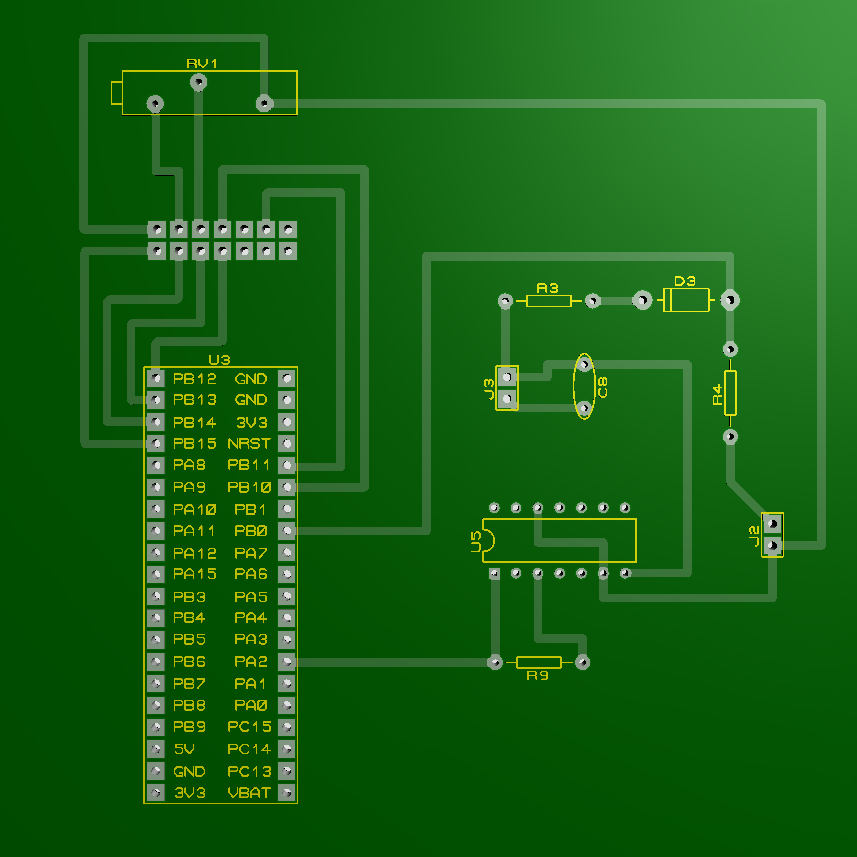 RV1
U3
PB12 GND
PB13 GND
PB14 3V3
PB15 NRST
PA8 PB11
PA9 PB10
PA10 PB1
PA11 PB0
PA12 PA7
PA15 PA6
PB3 PA5
PB4 PA4
PB5 PA3
PB6 PA2
PB7 PA1
PB8 PA0
PB9 PC15
5V PC14
GND PC13
3V3 VBAT
R3
D3
J3
C8
R4
U5
J2
R9